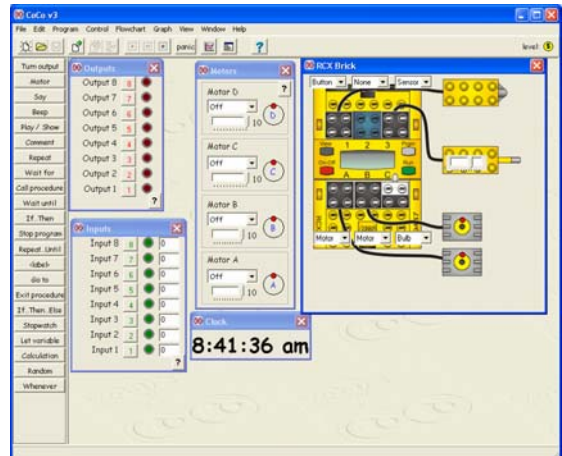 CoCo v3
File Edit Program Control Flowchart Graph View Window Help
panic ? level
Turn output
Motor
Say
Beep
Play / Show
Comment
Repeat
Wait for
Call procedure
Wait until
If..Then
Stop program
Repeat..Until
<label>
Go to
Exit procedure
If..Then..Else
Stopwatch
Let variable
Calculation
Random
Whenever
Outputs
Output 8 8
Output 7 7
Output 6 6
Output 5 5
Output 4 4
Output 3 3
Output 2 2
Output 1 1
?
Inputs
Input 8 8 0
Input 7 7 0
Input 6 6 0
Input 5 5 0
Input 4 4 0
Input 3 3 0
Input 2 2 0
Input 1 1 0
?
Motors
?
Motor D
Off
10 D
Motor C
Off
10 C
Motor B
Off
10 B
Motor A
Off
10 A
Clock
8:41:36 am
RCX Brick
Button None Sensor
View 1 2 3 Prgm
On-Off Run
A B C
RCX
Motor Motor Bulb
CoCo